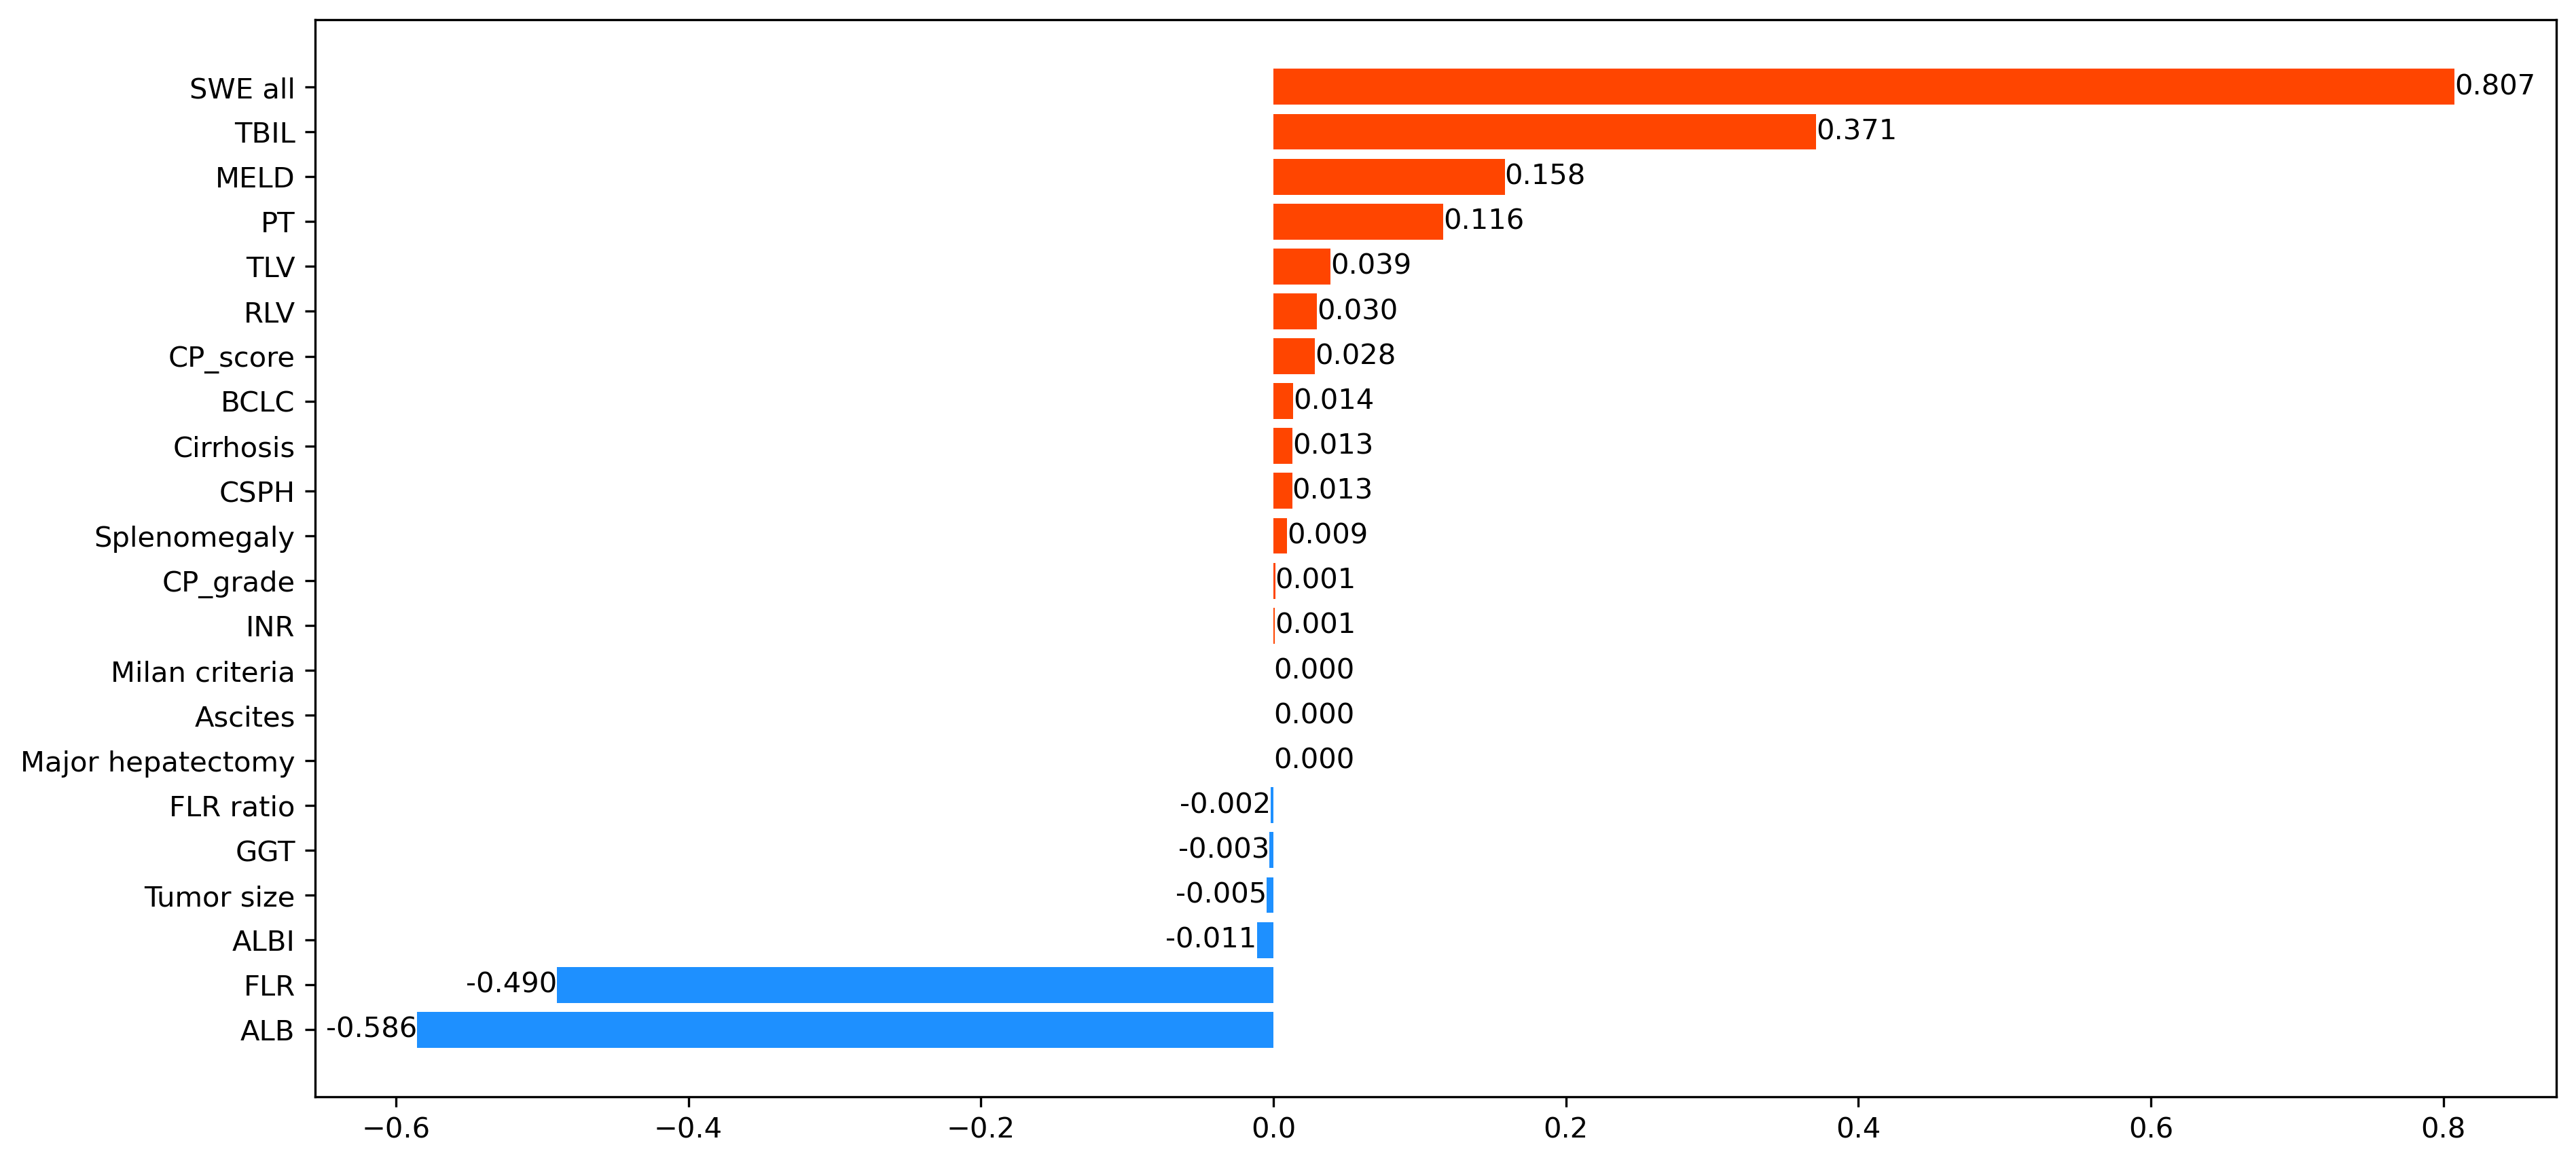 SWE all 0.807
TBIL 0.371
MELD 0.158
PT 0.116
TLV 0.039
RLV 0.030
CP_score 0.028
BCLC 0.014
Cirrhosis 0.013
CSPH 0.013
Splenomegaly 0.009
CP_grade 0.001
INR 0.001
Milan criteria 0.000
Ascites 0.000
Major hepatectomy 0.000
FLR ratio -0.002
GGT -0.003
Tumor size -0.005
ALBI -0.011
FLR -0.490
ALB -0.586
−0.6 −0.4 −0.2 0.0 0.2 0.4 0.6 0.8